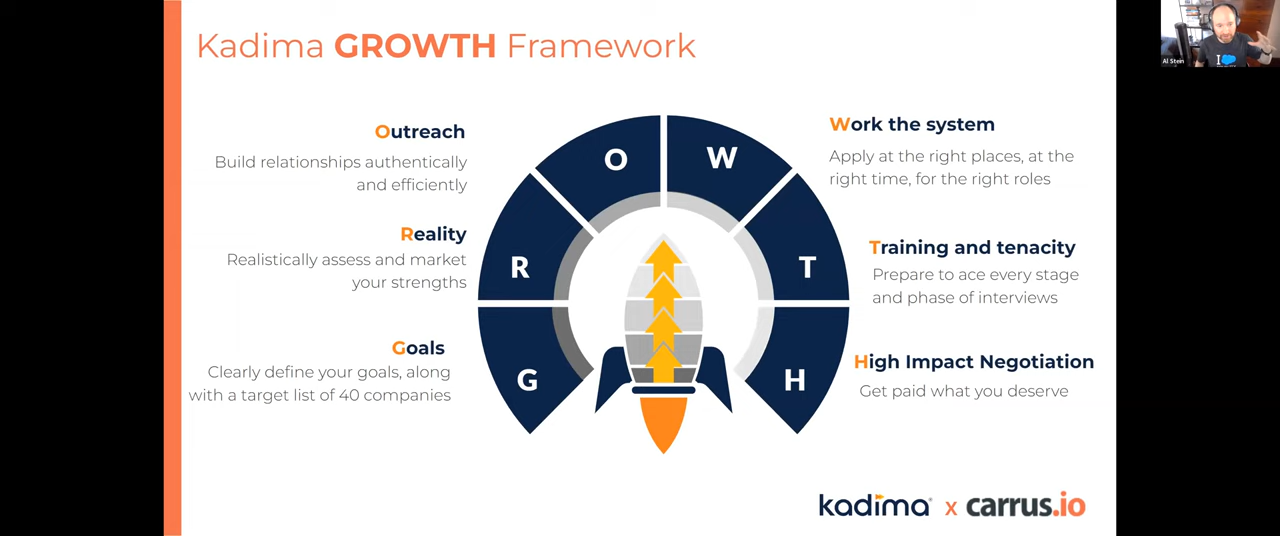 Kadima GROWTH Framework
Outreach
Build relationships authentically
and efficiently
Reality
Realistically assess and market
your strengths
Goals
Clearly define your goals, along
with a target list of 40 companies
G
R
O
W
T
H
Work the system
Apply at the right places, at the
right time, for the right roles
Training and tenacity
Prepare to ace every stage
and phase of interviews
High Impact Negotiation
Get paid what you deserve
kadima® x carrus.io
Al Stein
I